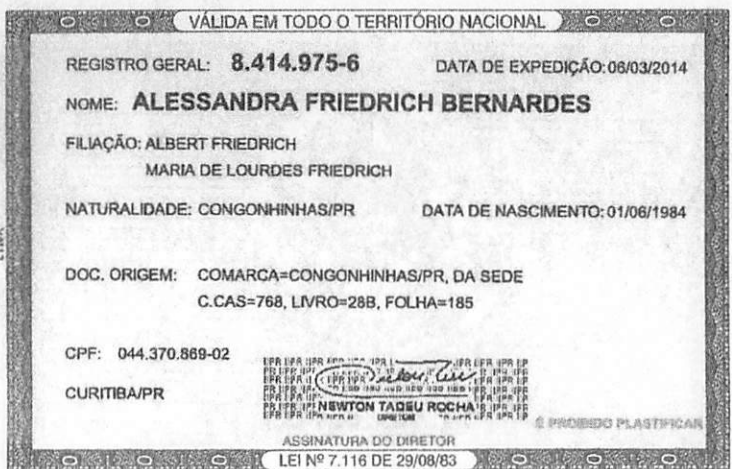 VÁLIDA EM TODO O TERRITÓRIO NACIONAL
REGISTRO GERAL: 8.414.975-6 DATA DE EXPEDIÇÃO: 06/03/2014
NOME: ALESSANDRA FRIEDRICH BERNARDES
FILIAÇÃO: ALBERT FRIEDRICH
MARIA DE LOURDES FRIEDRICH
NATURALIDADE: CONGONHINHAS/PR DATA DE NASCIMENTO: 01/06/1984
DOC. ORIGEM: COMARCA=CONGONHINHAS/PR, DA SEDE
C.CAS=768, LIVRO=28B, FOLHA=185
CPF: 044.370.869-02
CURITIBA/PR
NEWTON TADEU ROCHA
DIRETOR
É PROIBIDO PLASTIFICAR
ASSINATURA DO DIRETOR
LEI Nº 7.116 DE 29/08/83